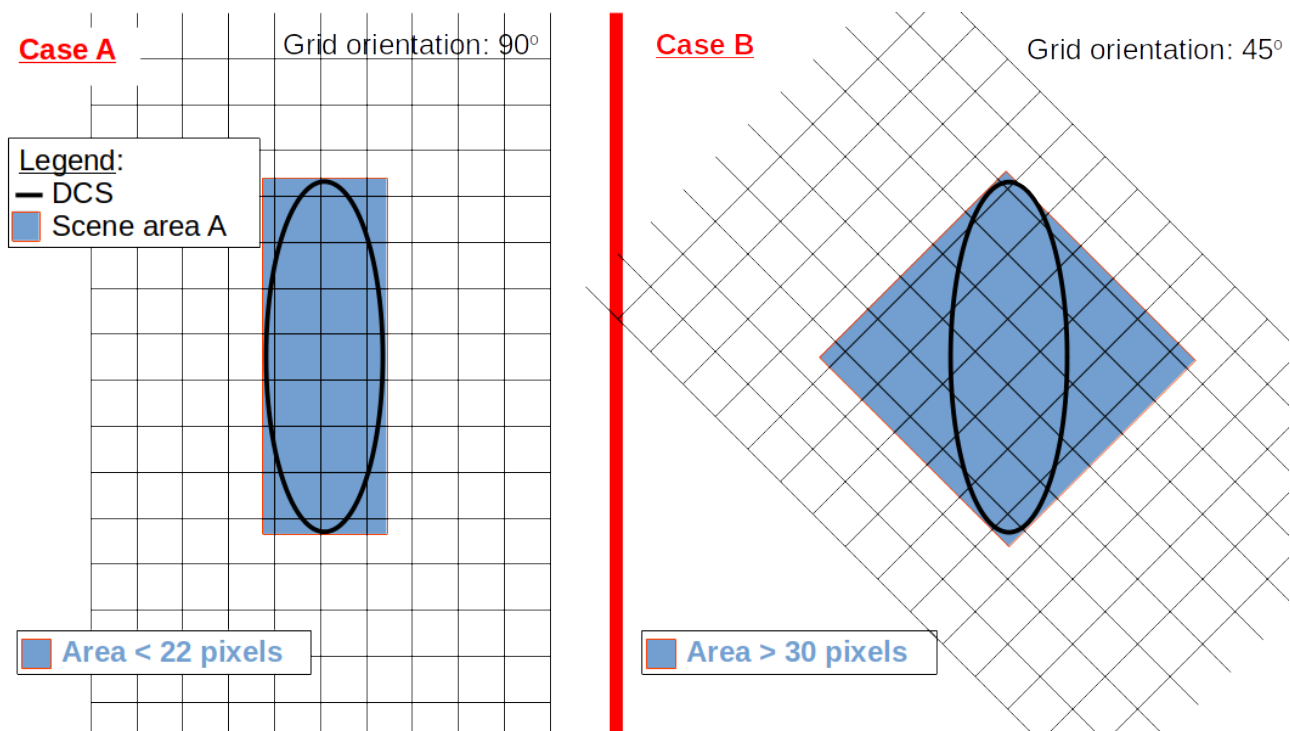 Case A
Grid orientation: 90°
Legend:
DCS
Scene area A
Area < 22 pixels
Case B
Grid orientation: 45°
Area > 30 pixels